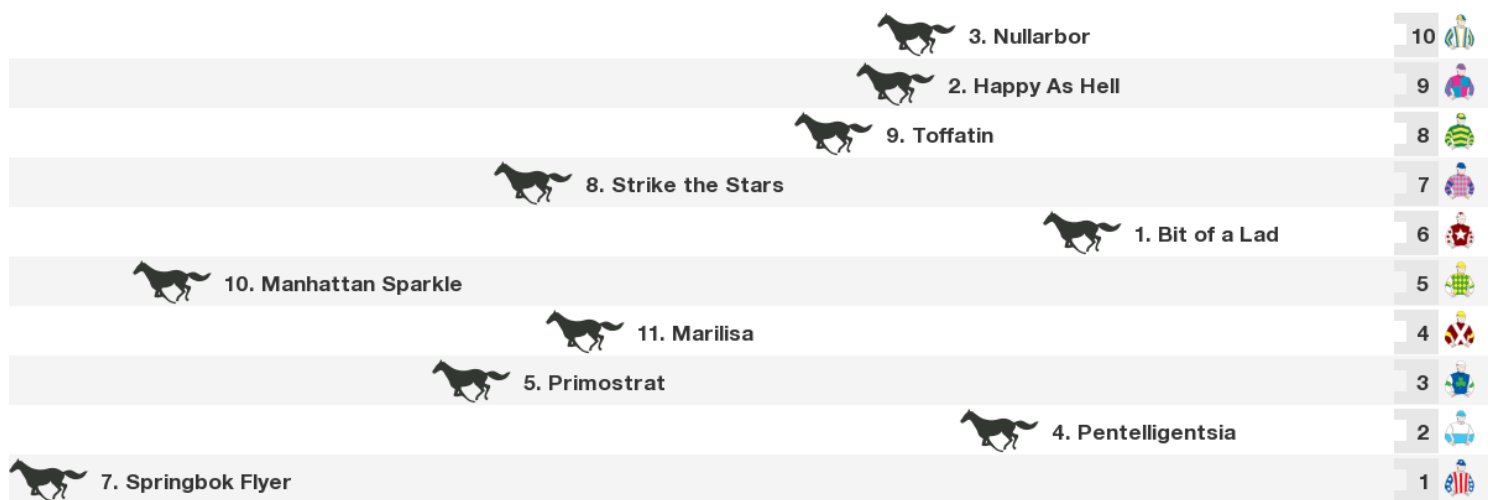 3. Nullarbor 10
2. Happy As Hell 9
9. Toffatin 8
8. Strike the Stars 7
1. Bit of a Lad 6
10. Manhattan Sparkle 5
11. Marilisa 4
5. Primostrat 3
4. Pentelligentsia 2
7. Springbok Flyer 1